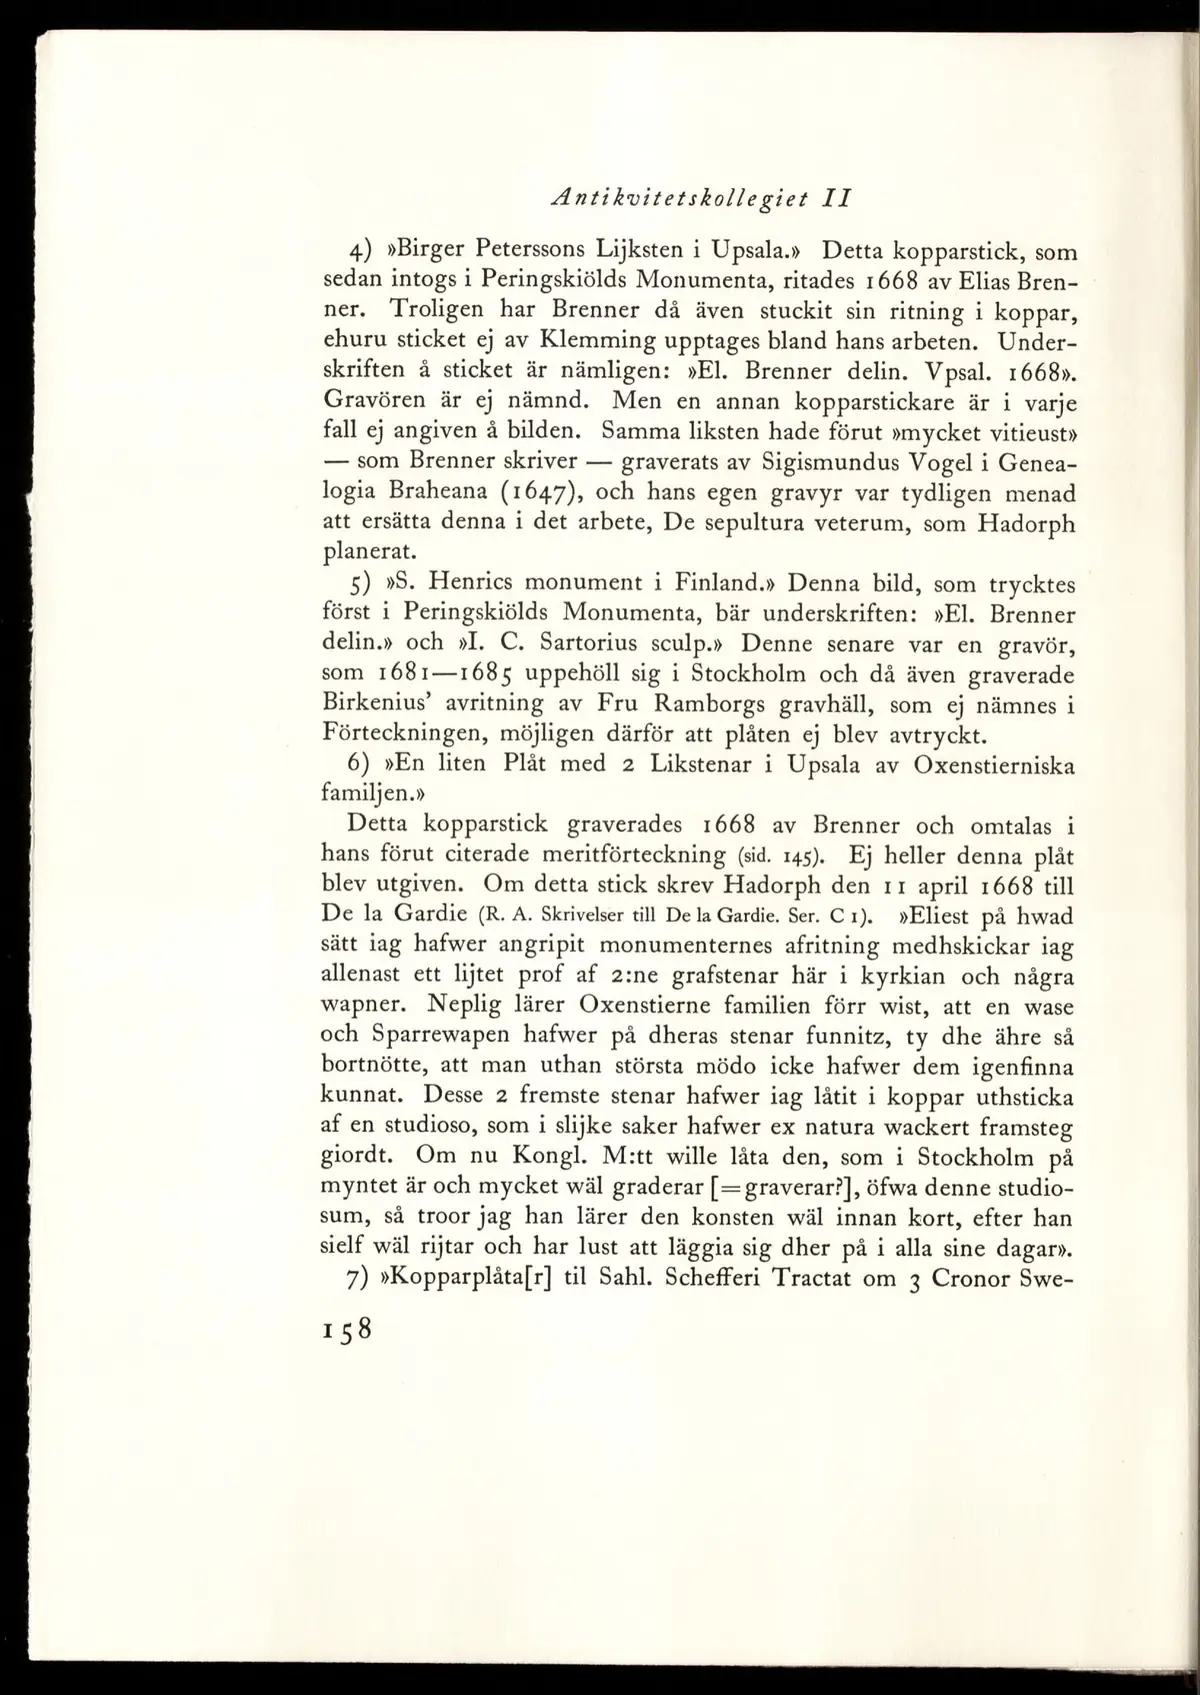 Antikvitetskollegiet II
4) »Birger Peterssons Lijksten i Upsala.» Detta kopparstick, som
sedan intogs i Peringskiölds Monumenta, ritades 1668 av Elias Bren-
ner. Troligen har Brenner då även stuckit sin ritning i koppar,
ehuru sticket ej av Klemming upptages bland hans arbeten. Under-
skriften å sticket är nämligen: »El. Brenner delin. Vpsal. 1668».
Gravören är ej nämnd. Men en annan kopparstickare är i varje
fall ej angiven å bilden. Samma liksten hade förut »mycket vitieust»
— som Brenner skriver — graverats av Sigismundus Vogel i Genea-
logia Braheana (1647), och hans egen gravyr var tydligen menad
att ersätta denna i det arbete, De sepultura veterum, som Hadorph
planerat.
5) »S. Henrics monument i Finland.» Denna bild, som trycktes
först i Peringskiölds Monumenta, bär underskriften: »El. Brenner
delin.» och »I. C. Sartorius sculp.» Denne senare var en gravör,
som 1681—1685 uppehöll sig i Stockholm och då även graverade
Birkenius’ avritning av Fru Ramborgs gravhäll, som ej nämnes i
Förteckningen, möjligen därför att plåten ej blev avtryckt.
6) »En liten Plåt med 2 Likstenar i Upsala av Oxenstierniska
familjen.»
Detta kopparstick graverades 1668 av Brenner och omtalas i
hans förut citerade meritförteckning (sid. 145). Ej heller denna plåt
blev utgiven. Om detta stick skrev Hadorph den 11 april 1668 till
De la Gardie (R. A. Skrivelser till De la Gardie. Ser. C 1). »Eliest på hwad
sätt iag hafwer angripit monumenternes afritning medhskickar iag
allenast ett lijtet prof af 2:ne grafstenar här i kyrkian och några
wapner. Neplig lärer Oxenstierne familien förr wist, att en wase
och Sparrewapen hafwer på dheras stenar funnitz, ty dhe ähre så
bortnötte, att man uthan största mödo icke hafwer dem igenfinna
kunnat. Desse 2 fremste stenar hafwer iag låtit i koppar uthsticka
af en studioso, som i slijke saker hafwer ex natura wackert framsteg
giordt. Om nu Kongl. M:tt wille låta den, som i Stockholm på
myntet är och mycket wäl graderar [=graverar?], öfwa denne studio-
sum, så troor jag han lärer den konsten wäl innan kort, efter han
sielf wäl rijtar och har lust att läggia sig dher på i alla sine dagar».
7) »Kopparplåta[r] til Sahl. Schefferi Tractat om 3 Cronor Swe-
158